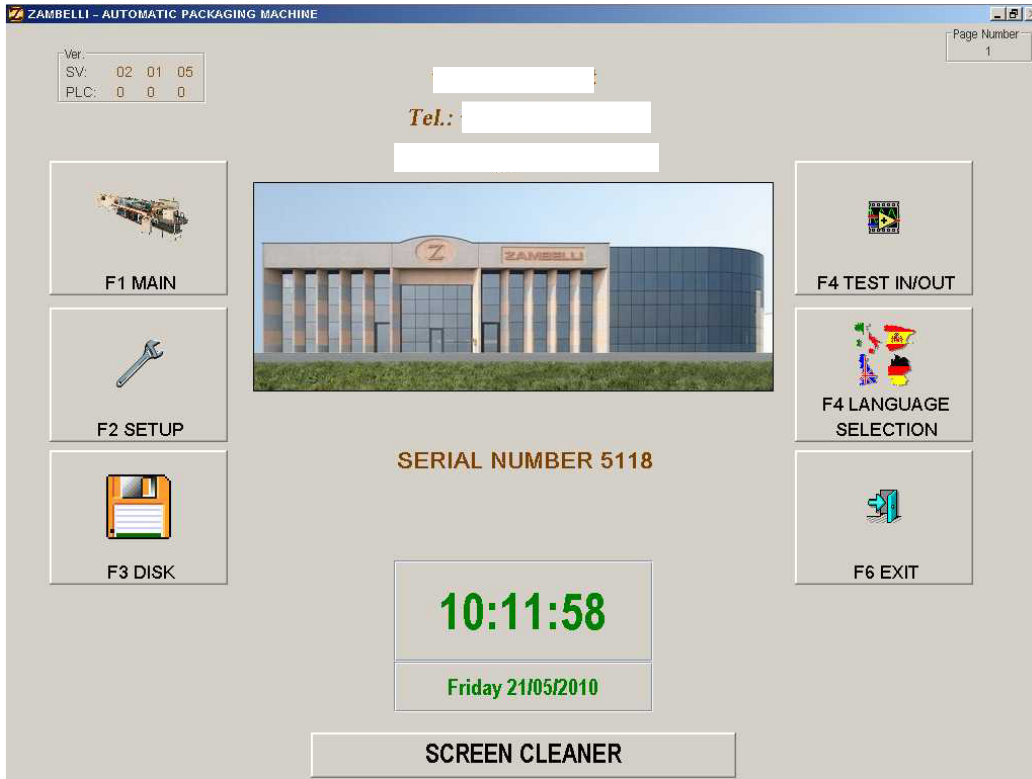 ZAMBELLI - AUTOMATIC PACKAGING MACHINE
Page Number
1
Ver.
SV: 02 01 05
PLC: 0 0 0
Tel.:
F1 MAIN
Z ZAMBELLI
F4 TEST IN/OUT
F2 SETUP
F4 LANGUAGE
SELECTION
SERIAL NUMBER 5118
F3 DISK
F6 EXIT
10:11:58
Friday 21/05/2010
SCREEN CLEANER